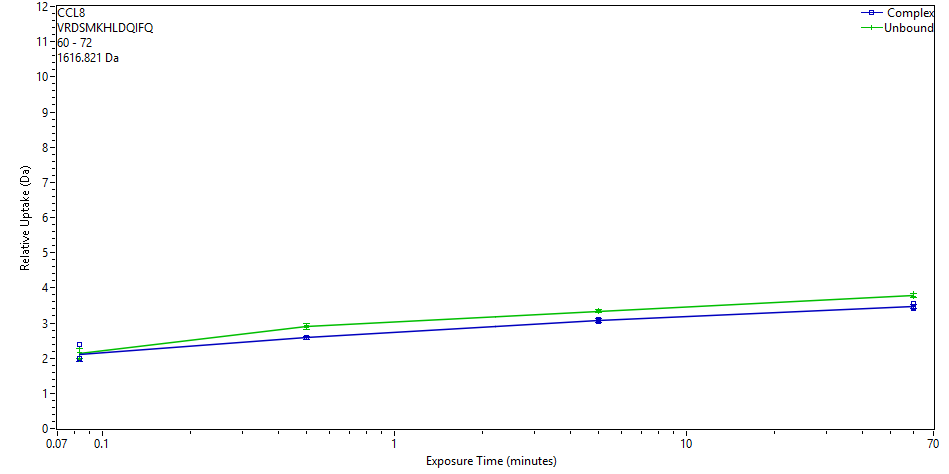 CCL8
VRDSMKHLDQIFQ
60 - 72
1616.821 Da
Complex
Unbound
12
11
10
9
8
7
6
5
4
3
2
1
0
Relative Uptake (Da)
0.07 0.1 1 10 70
Exposure Time (minutes)